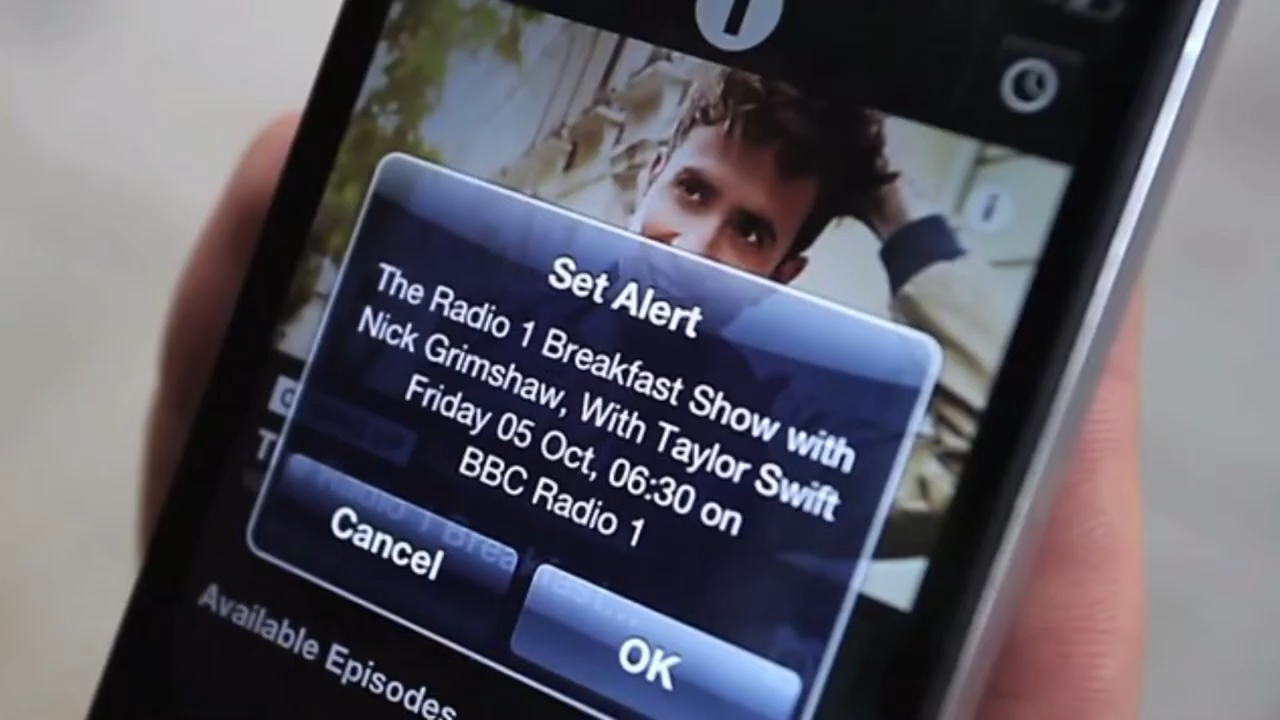 Set Alert
The Radio 1 Breakfast Show with
Nick Grimshaw, With Taylor Swift
Friday 05 Oct, 06:30 on
BBC Radio 1
Cancel
OK
Available Episodes